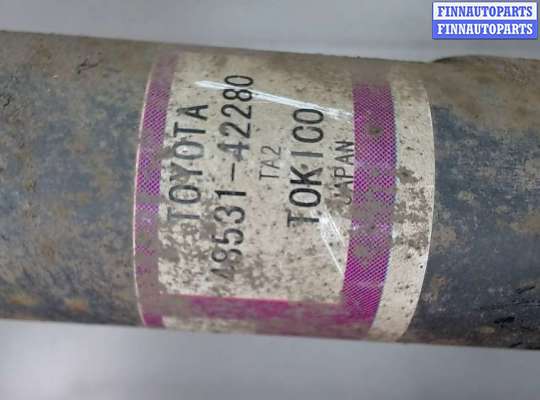 FINNAUTOPARTS
FINNAUTOPARTS
TOYOTA
48531-42280
TA2
TOKICO
JAPAN